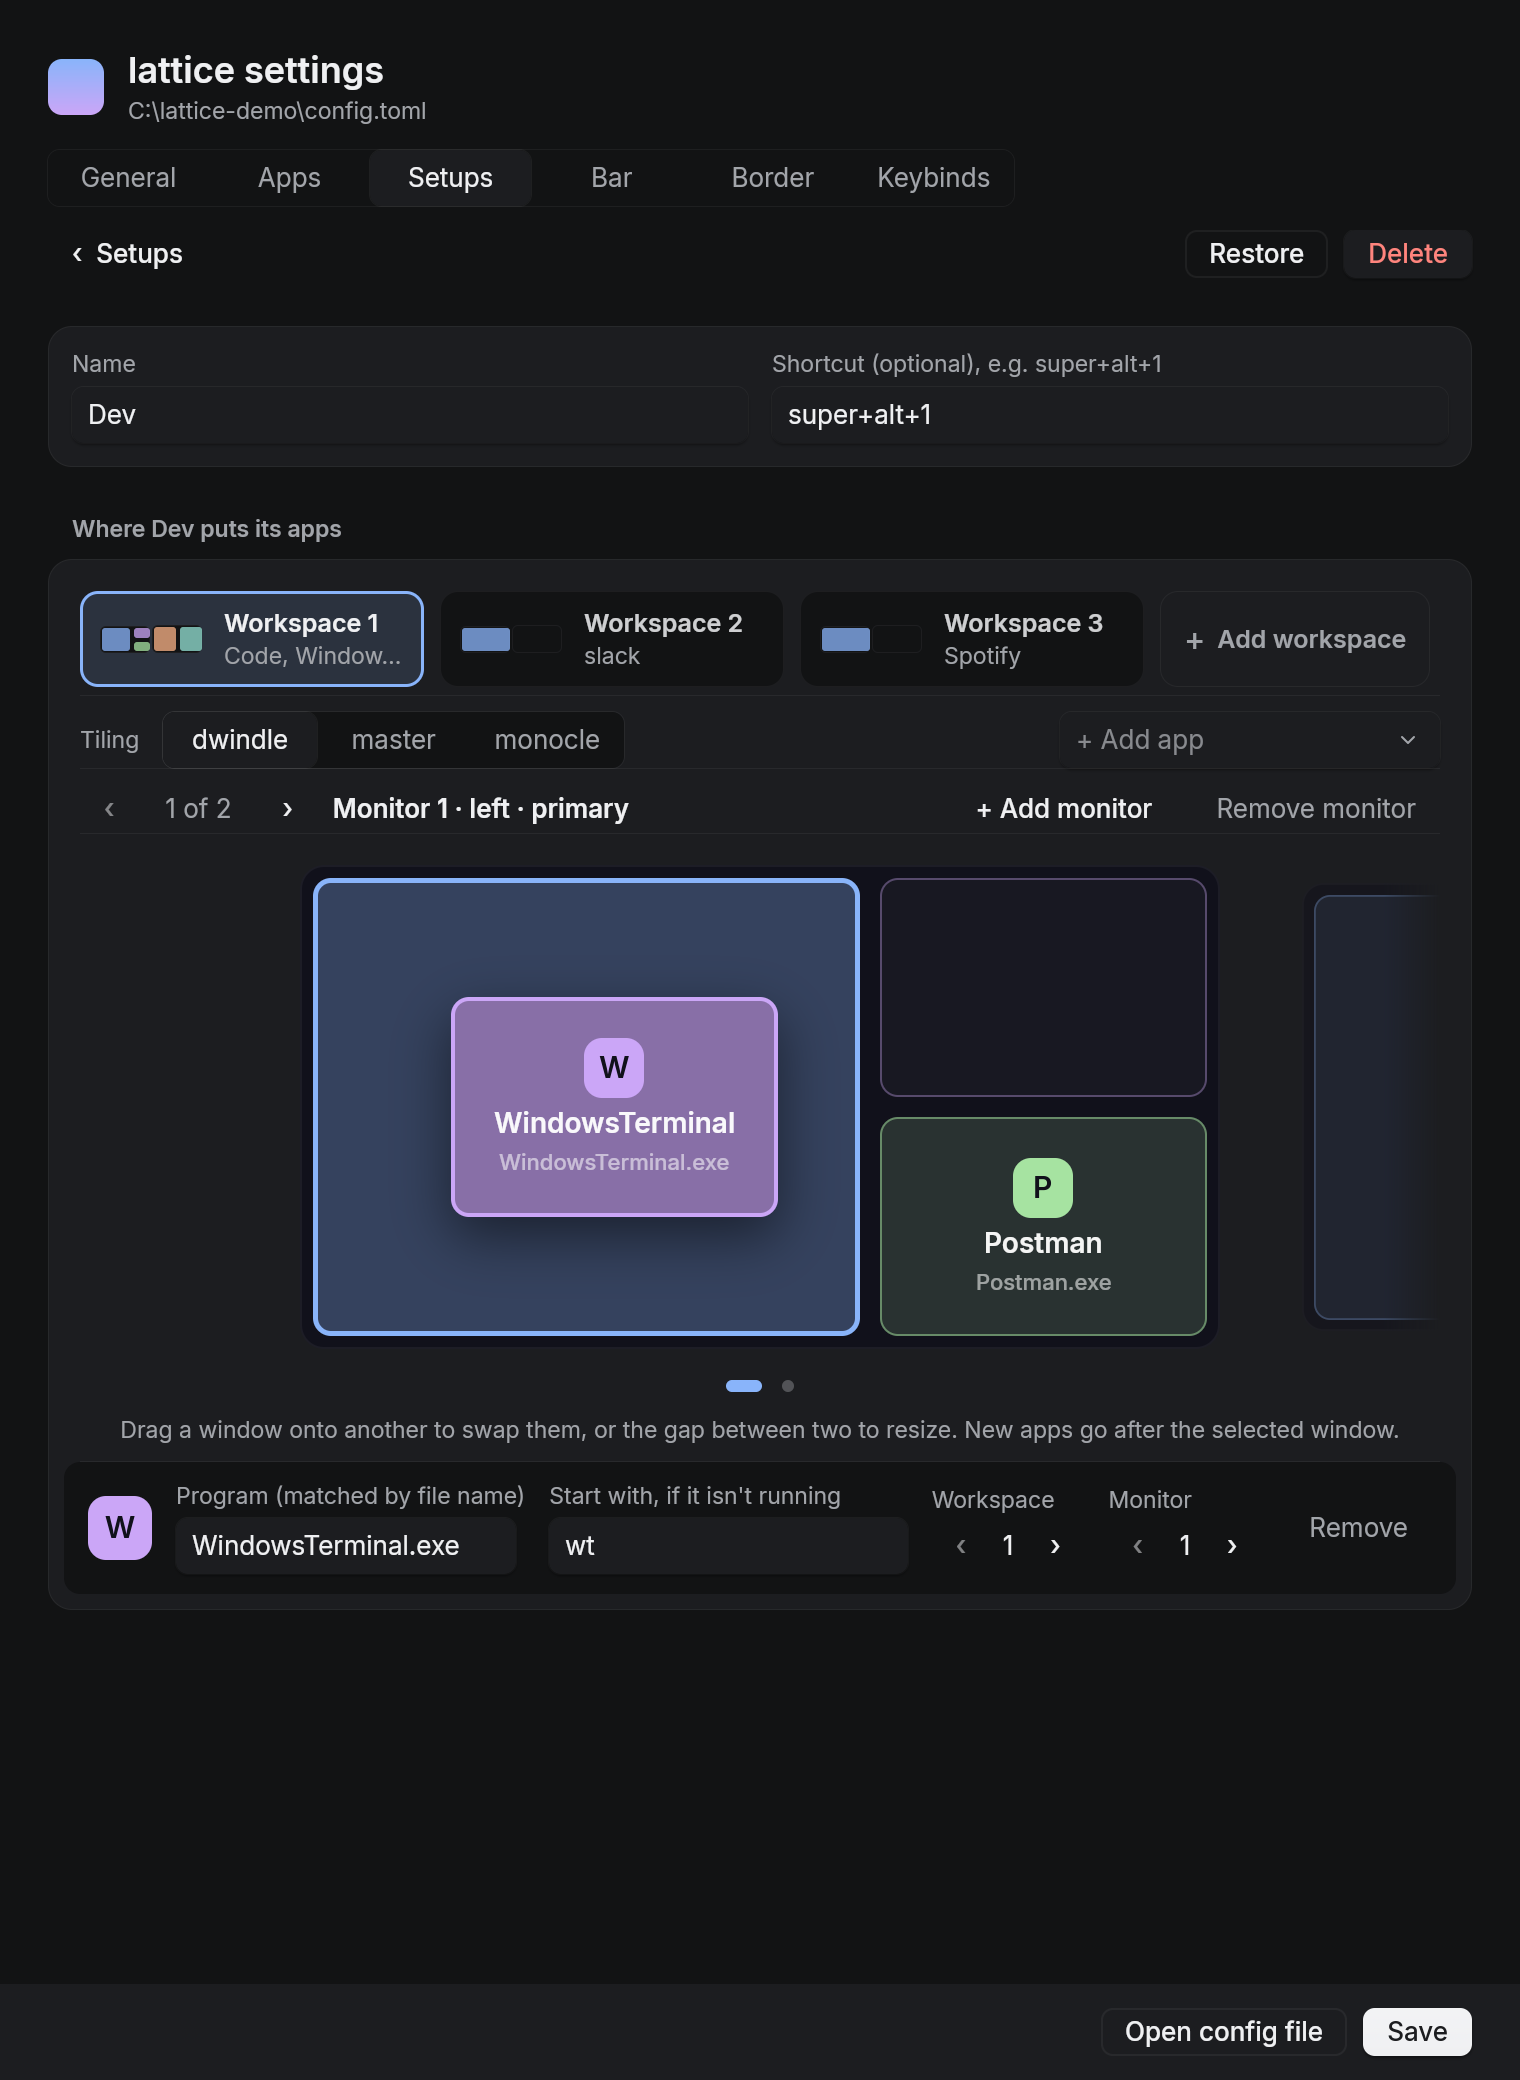 lattice settings
C:\lattice-demo\config.toml
General Apps Setups Bar Border Keybinds
‹ Setups Restore Delete
Name Shortcut (optional), e.g. super+alt+1
Dev super+alt+1
Where Dev puts its apps
Workspace 1 Workspace 2 Workspace 3 + Add workspace
Code, Window... slack Spotify
Tiling dwindle master monocle + Add app
‹ 1 of 2 › Monitor 1 · left · primary + Add monitor Remove monitor
W
WindowsTerminal
WindowsTerminal.exe
P
Postman
Postman.exe
Drag a window onto another to swap them, or the gap between two to resize. New apps go after the selected window.
Program (matched by file name) Start with, if it isn't running Workspace Monitor
W WindowsTerminal.exe wt ‹ 1 › ‹ 1 › Remove
Open config file Save